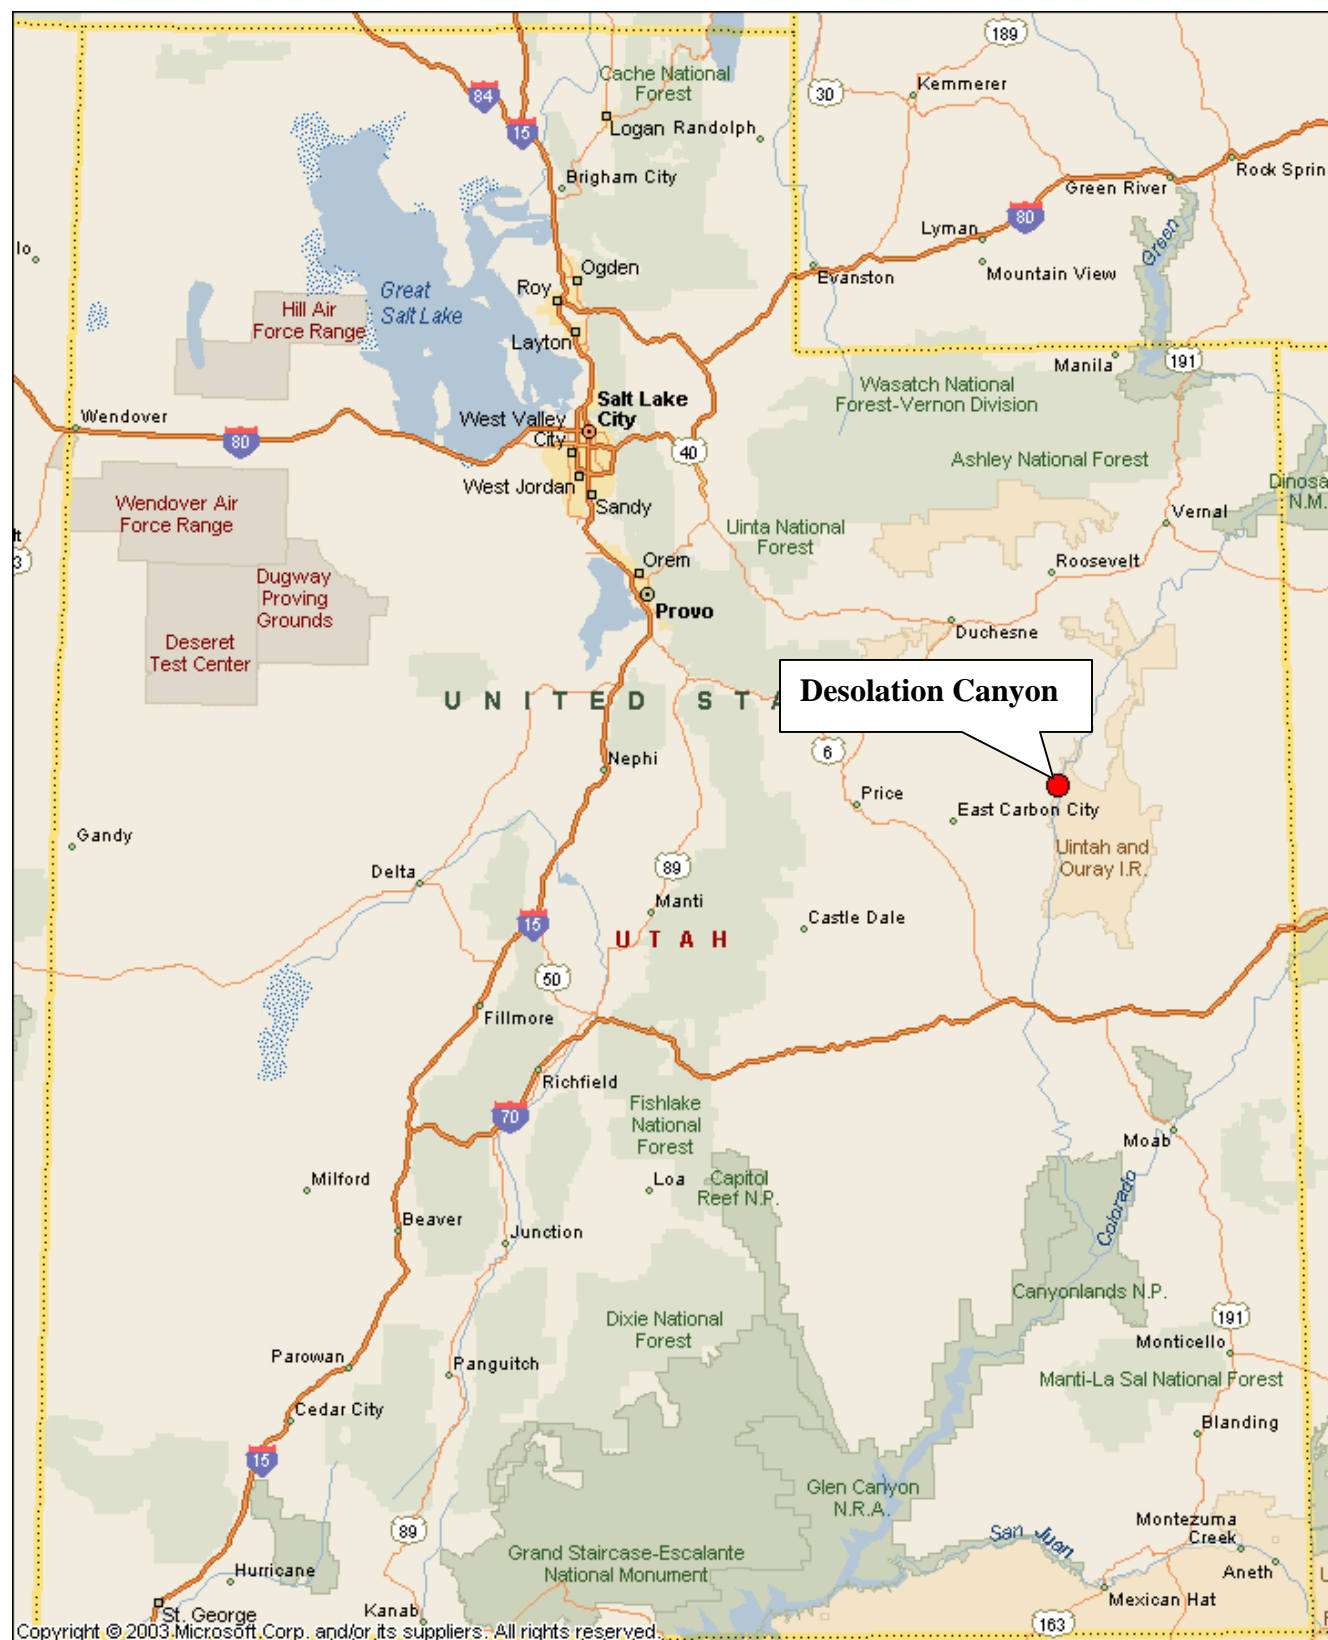 189
Cache National
Forest
84
30
Kemmerer
15
Logan
Randolph
Rock Sprin
Brigham City
Green River
80
Lyman
Green
lo
Ogden
Mountain View
Evanston
Great
Salt Lake
Roy
Hill Air
Force Range
Layton
Manila
191
Wasatch National
Forest-Vernon Division
Salt Lake
City
Wendover
West Valley
City
80
40
Ashley National Forest
West Jordan
Dinosa
N.M.
Wendover Air
Force Range
Sandy
Vernal
Uinta National
Forest
lt
3
Orem
Roosevelt
Dugway
Proving
Grounds
Provo
Duchesne
Deseret
Test Center
UNITED STA
Desolation Canyon
6
Nephi
Price
East Carbon City
Gandy
Uintah and
Ouray I.R.
Delta
89
Manti
Castle Dale
15
UTAH
50
Fillmore
Richfield
70
Fishlake
National
Forest
Moab
Milford
Loa
Capitol
Reef N.P.
Colorado
Beaver
Junction
Canyonlands N.P.
Dixie National
Forest
191
Monticello
Parowan
Panguitch
Manti-La Sal National Forest
Cedar City
Blanding
15
Glen Canyon
N.R.A.
89
San Juan
Montezuma
Creek
Grand Staircase-Escalante
National Monument
Hurricane
Aneth
Mexican Hat
St. George
Kanab
163
Copyright © 2003 Microsoft Corp. and/or its suppliers. All rights reserved.